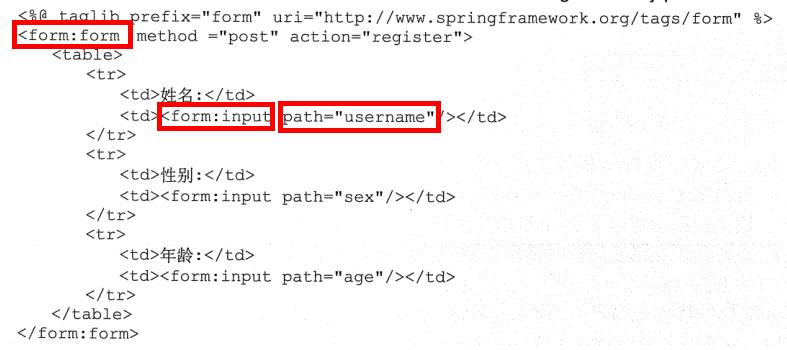 <%@ taglib prefix="form" uri="http://www.springframework.org/tags/form" %>
<form:form method ="post" action="register">
<table>
<tr>
<td>姓名:</td>
<td><form:input path="username"/></td>
</tr>
<tr>
<td>性别:</td>
<td><form:input path="sex"/></td>
</tr>
<tr>
<td>年龄:</td>
<td><form:input path="age"/></td>
</tr>
</table>
</form:form>